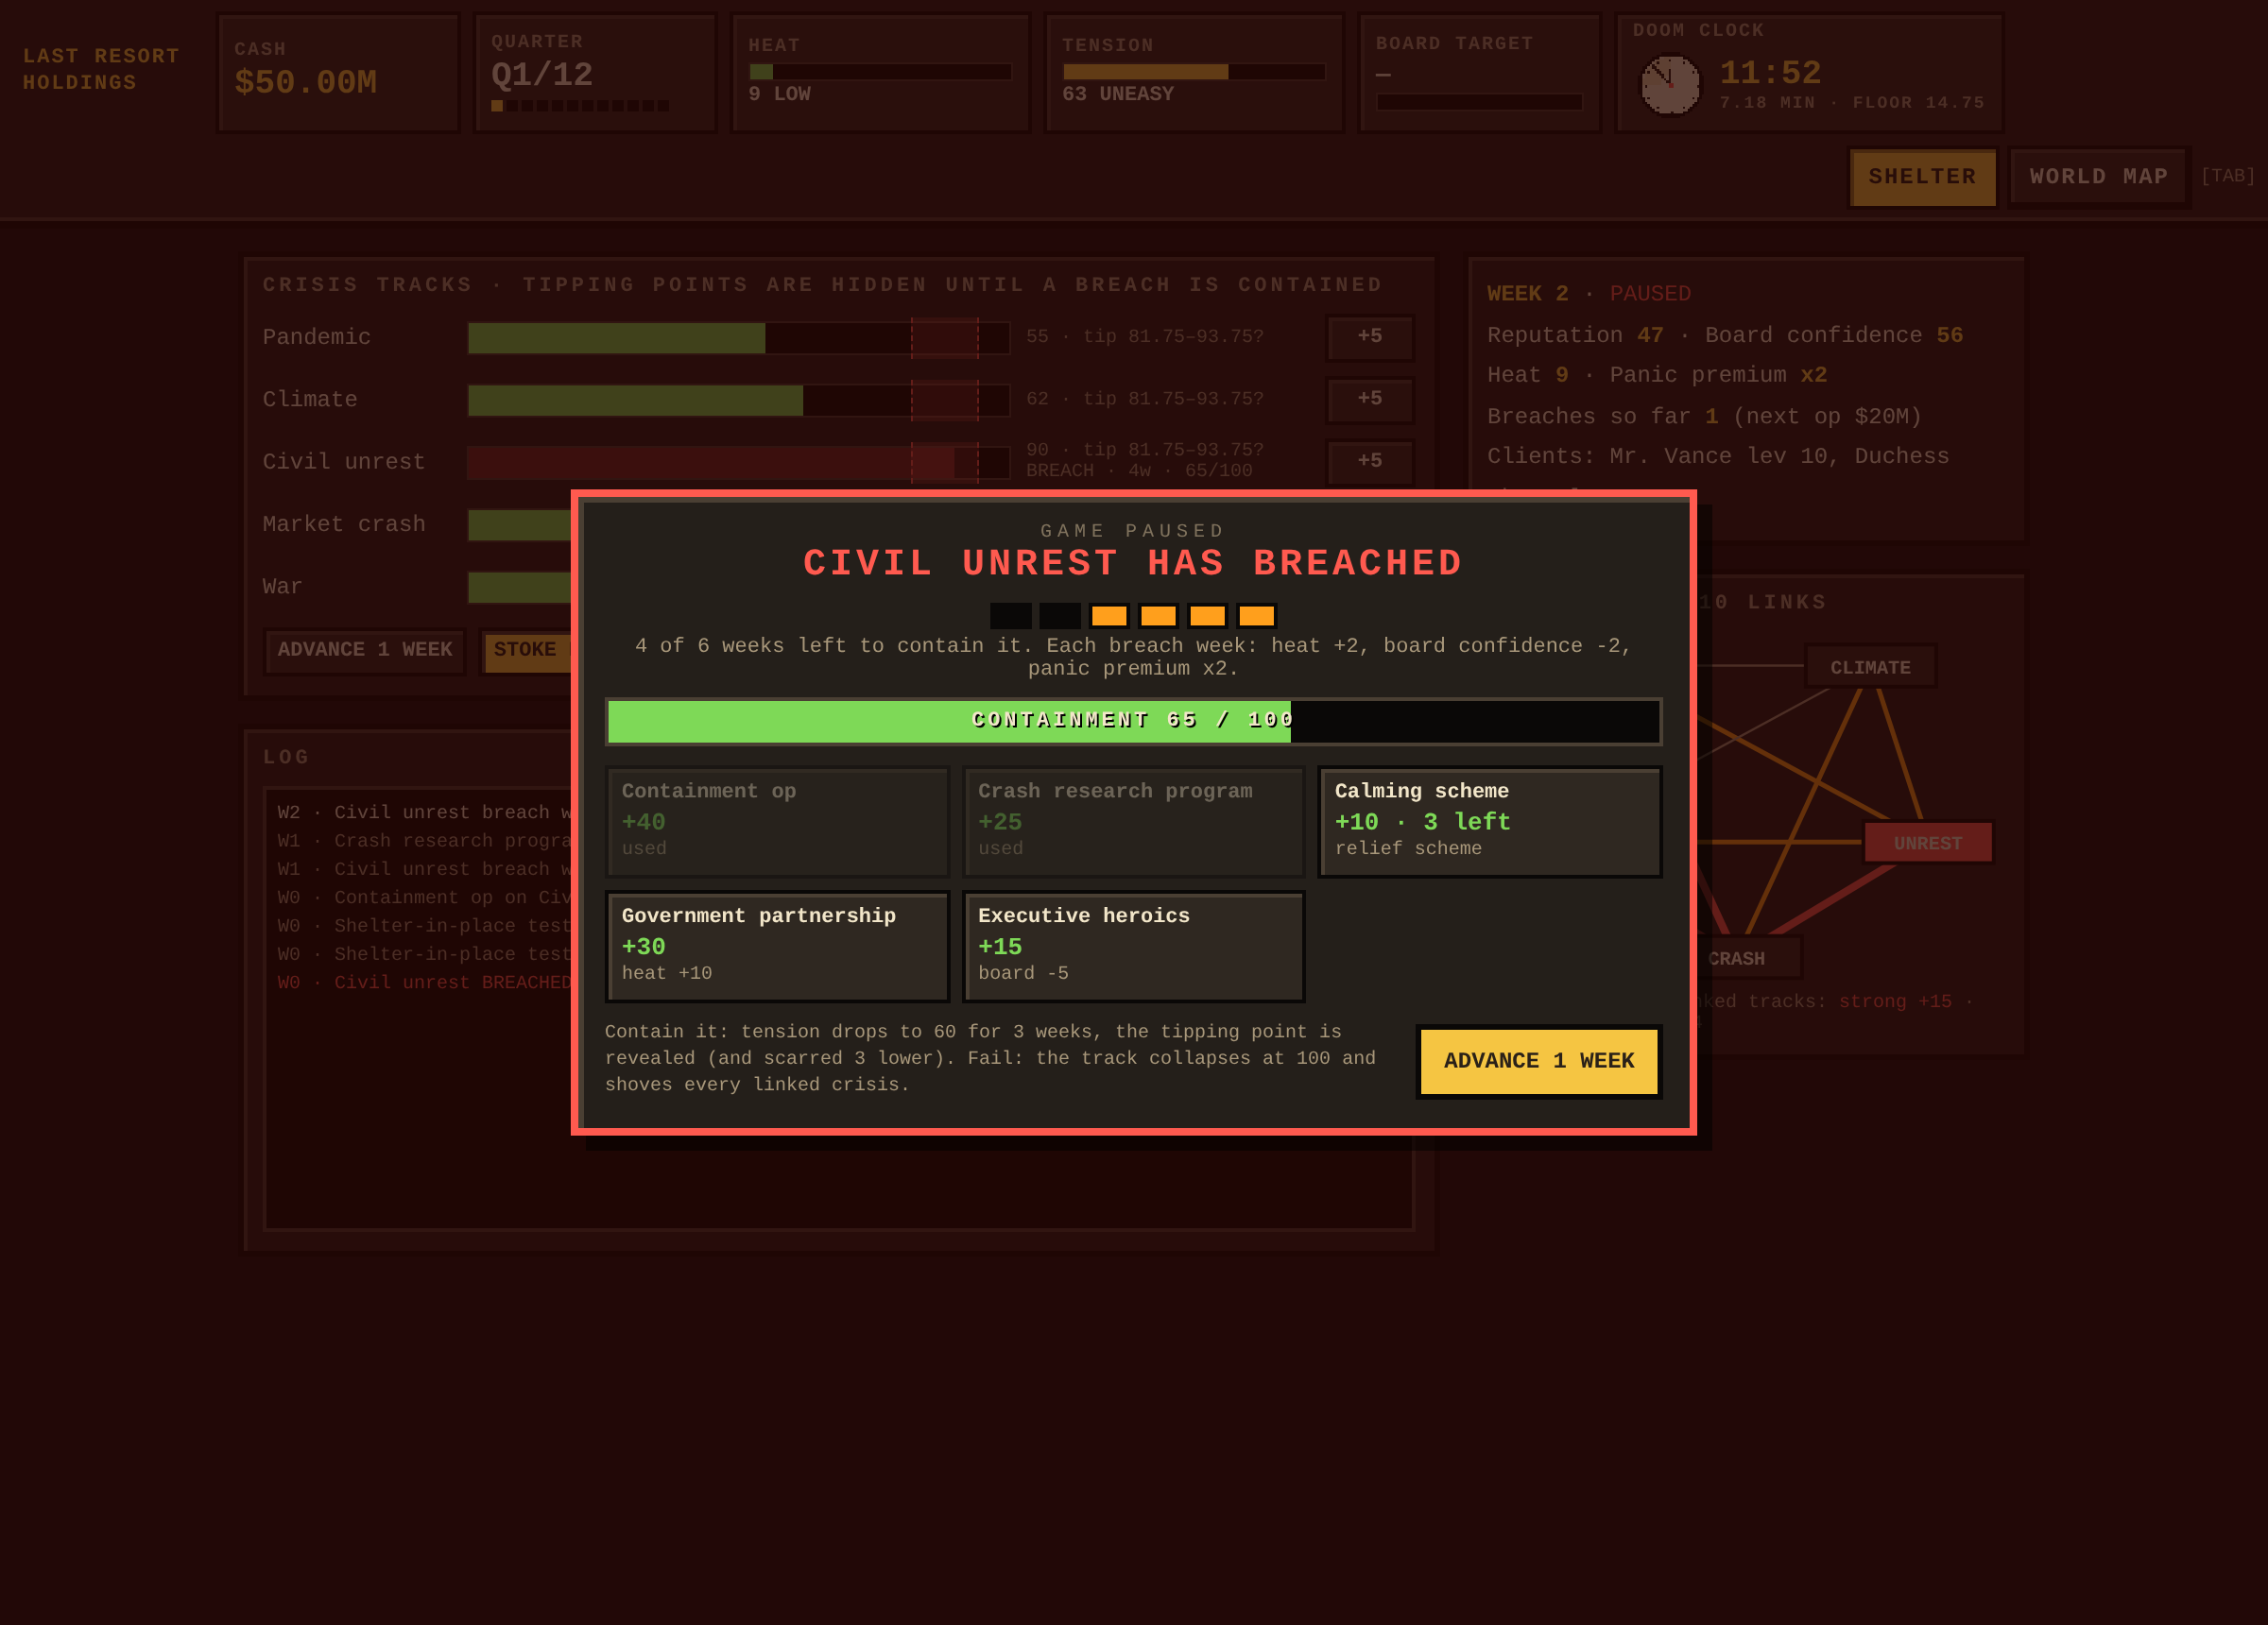 LAST RESORT
HOLDINGS
CASH
$50.00M
QUARTER
Q1/12
HEAT
9 LOW
TENSION
63 UNEASY
BOARD TARGET
—
DOOM CLOCK
11:52
7.18 MIN · FLOOR 14.75
SHELTER
WORLD MAP
[TAB]
CRISIS TRACKS · TIPPING POINTS ARE HIDDEN UNTIL A BREACH IS CONTAINED
Pandemic
55 · tip 81.75–93.75?
+5
Climate
62 · tip 81.75–93.75?
+5
Civil unrest
90 · tip 81.75–93.75?
BREACH · 4w · 65/100
+5
Market crash
War
ADVANCE 1 WEEK
STOKE
WEEK 2 · PAUSED
Reputation 47 · Board confidence 56
Heat 9 · Panic premium x2
Breaches so far 1 (next op $20M)
Clients: Mr. Vance lev 10, Duchess
10 LINKS
CLIMATE
UNREST
CRASH
ked tracks: strong +15 ·
LOG
W2 · Civil unrest breach w
W1 · Crash research progra
W1 · Civil unrest breach w
W0 · Containment op on Civ
W0 · Shelter-in-place test
W0 · Shelter-in-place test
W0 · Civil unrest BREACHED
GAME PAUSED
CIVIL UNREST HAS BREACHED
4 of 6 weeks left to contain it. Each breach week: heat +2, board confidence -2,
panic premium x2.
CONTAINMENT 65 / 100
Containment op
+40
used
Crash research program
+25
used
Calming scheme
+10 · 3 left
relief scheme
Government partnership
+30
heat +10
Executive heroics
+15
board -5
Contain it: tension drops to 60 for 3 weeks, the tipping point is
revealed (and scarred 3 lower). Fail: the track collapses at 100 and
shoves every linked crisis.
ADVANCE 1 WEEK